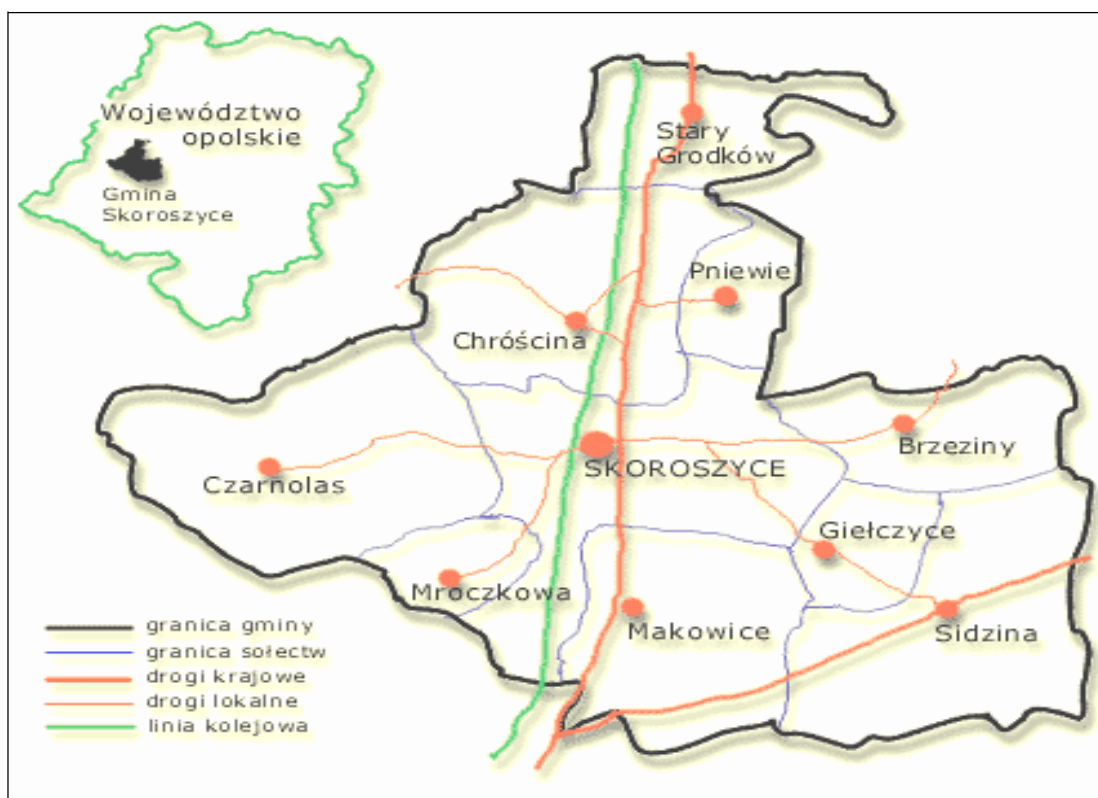 Województwo
opolskie
Gmina
Skoroszyce
Stary
Grodków
Pniewie
Chróścina
Brzeziny
SKOROSZYCE
Czarnolas
Giełczyce
Mroczkowa
Makowice
Sidzina
granica gminy
granica sołectw
drogi krajowe
drogi lokalne
linia kolejowa